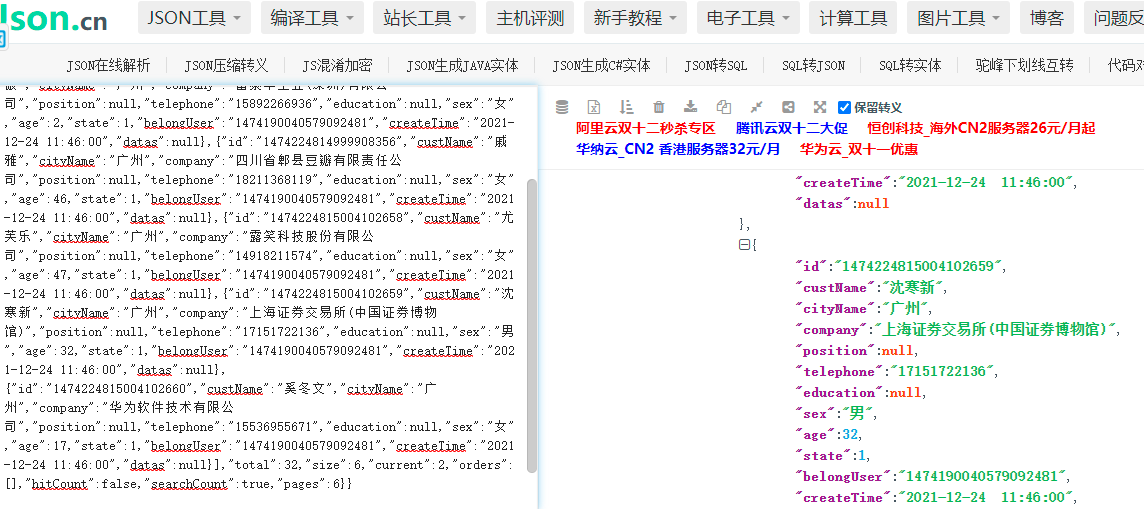 Json.cn
JSON工具 编译工具 站长工具 主机评测 新手教程 电子工具 计算工具 图片工具 博客 问题反
JSON在线解析 JSON压缩转义 JS混淆加密 JSON生成JAVA实体 JSON生成C#实体 JSON转SQL SQL转JSON SQL转实体 驼峰下划线互转 代码对
司","position":null,"telephone":"15892266936","education":null,"sex":"女"
,"age":2,"state":1,"belongUser":"1474190040579092481","createTime":"2021-
12-24 11:46:00","datas":null},{"id":"1474224814999908356","custName":"戚
雅","cityName":"广州","company":"四川省郫县豆瓣有限责任公
司","position":null,"telephone":"18211368119","education":null,"sex":"女"
,"age":46,"state":1,"belongUser":"1474190040579092481","createTime":"2021
-12-24 11:46:00","datas":null},{"id":"1474224815004102658","custName":"尤
芙乐","cityName":"广州","company":"露笑科技股份有限公
司","position":null,"telephone":"14918211574","education":null,"sex":"女"
,"age":47,"state":1,"belongUser":"1474190040579092481","createTime":"2021
-12-24 11:46:00","datas":null},{"id":"1474224815004102659","custName":"沈
寒新","cityName":"广州","company":"上海证券交易所(中国证券博物
馆)","position":null,"telephone":"17151722136","education":null,"sex":"男
","age":32,"state":1,"belongUser":"1474190040579092481","createTime":"202
1-12-24 11:46:00","datas":null},
{"id":"1474224815004102660","custName":"奚冬文","cityName":"广
州","company":"华为软件技术有限公
司","position":null,"telephone":"15536955671","education":null,"sex":"女"
,"age":17,"state":1,"belongUser":"1474190040579092481","createTime":"2021
-12-24 11:46:00","datas":null}],"total":32,"size":6,"current":2,"orders":
[],"hitCount":false,"searchCount":true,"pages":6}}
保留转义
阿里云双十二秒杀专区 腾讯云双十二大促 恒创科技_海外CN2服务器26元/月起
华纳云_CN2 香港服务器32元/月 华为云_双十一优惠
"createTime":"2021-12-24 11:46:00",
"datas":null
},
{
"id":"1474224815004102659",
"custName":"沈寒新",
"cityName":"广州",
"company":"上海证券交易所(中国证券博物馆)",
"position":null,
"telephone":"17151722136",
"education":null,
"sex":"男",
"age":32,
"state":1,
"belongUser":"1474190040579092481",
"createTime":"2021-12-24 11:46:00",